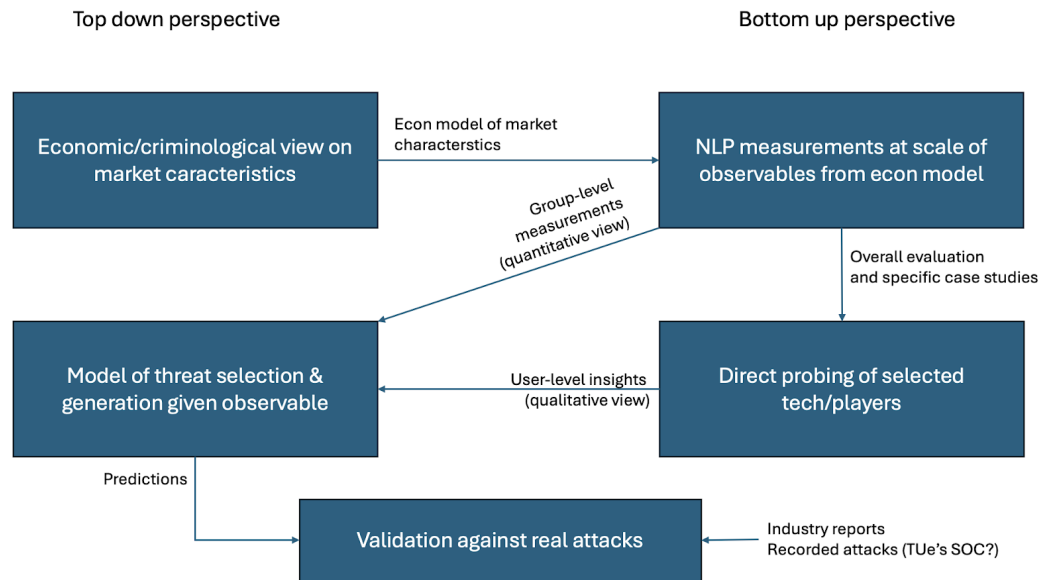 Top down perspective
Bottom up perspective
Economic/criminological view on
market caracteristics
Econ model of market
characterstics
NLP measurements at scale of
observables from econ model
Group-level
measurements
(quantitative view)
Overall evaluation
and specific case studies
Model of threat selection &
generation given observable
User-level insights
(qualitative view)
Direct probing of selected
tech/players
Predictions
Validation against real attacks
Industry reports
Recorded attacks (TUe's SOC?)